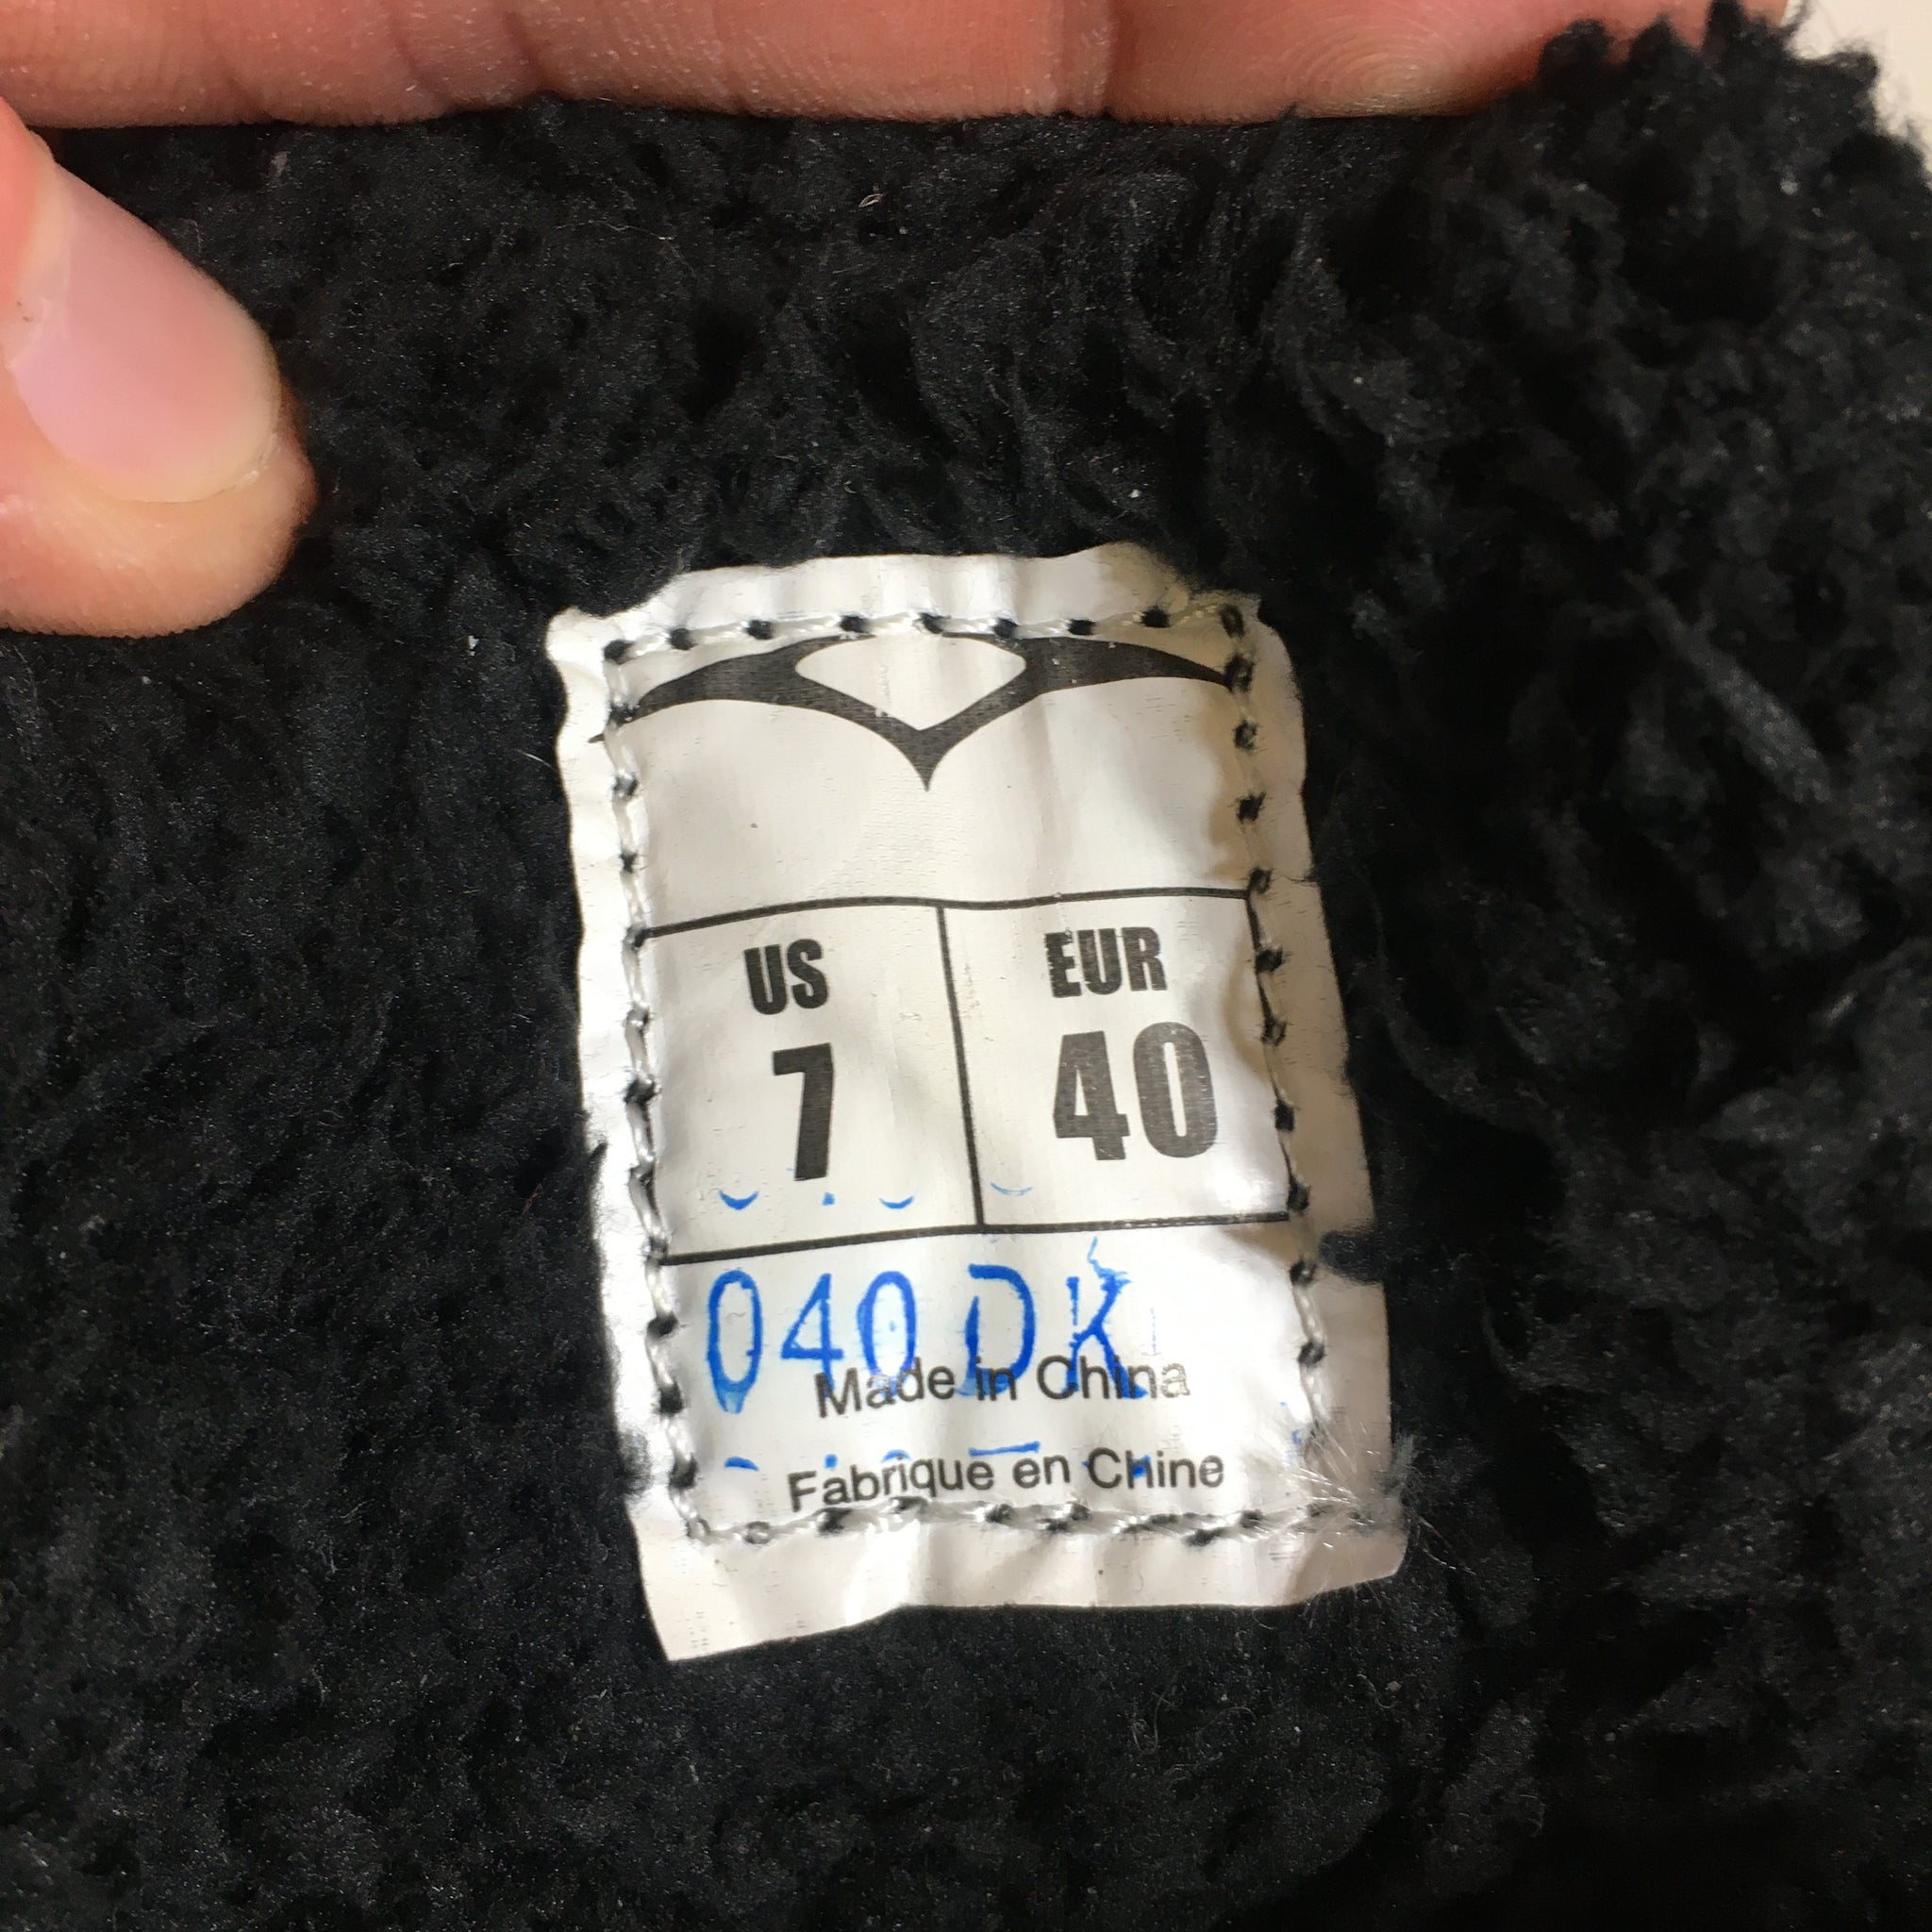 US EUR
7 40
040 DK
Made in China
Fabrique en Chine